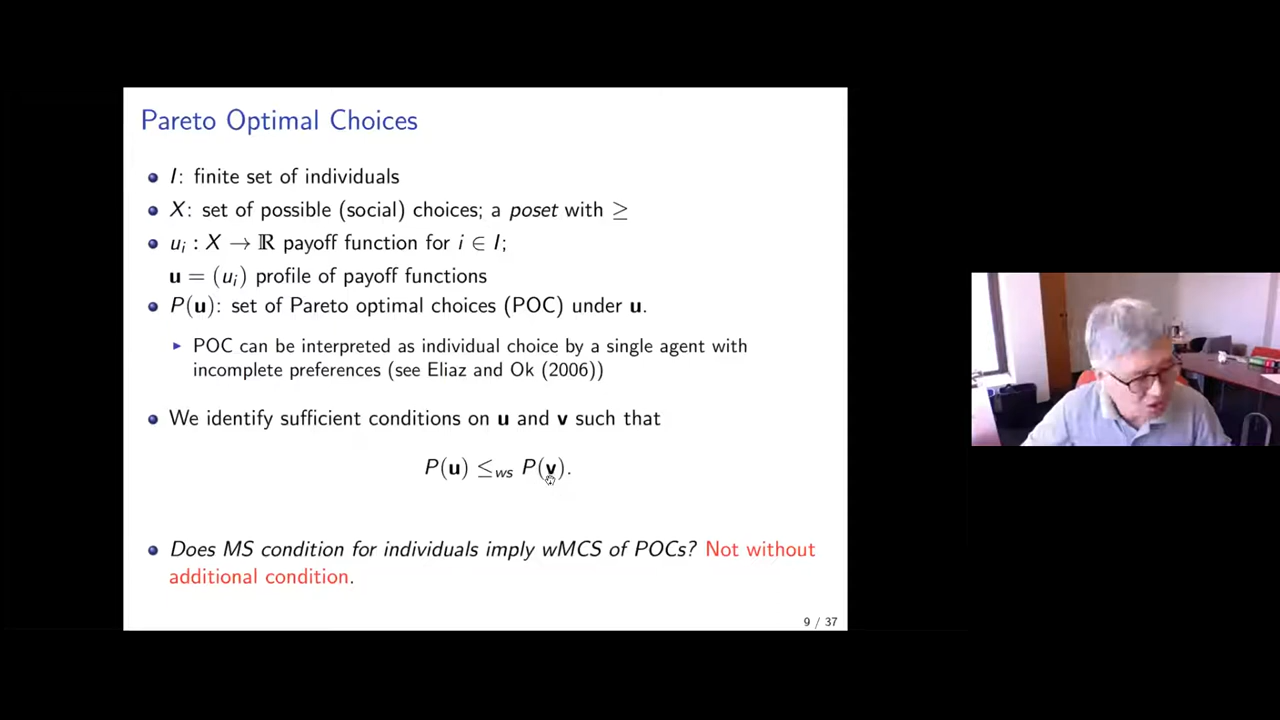 Pareto Optimal Choices
I: finite set of individuals
X: set of possible (social) choices; a poset with ≥
uᵢ : X → ℝ payoff function for i ∈ I;
u = (uᵢ) profile of payoff functions
P(u): set of Pareto optimal choices (POC) under u.
POC can be interpreted as individual choice by a single agent with
incomplete preferences (see Eliaz and Ok (2006))
We identify sufficient conditions on u and v such that
P(u) ≤ws P(v).
Does MS condition for individuals imply wMCS of POCs? Not without
additional condition.
9 / 37